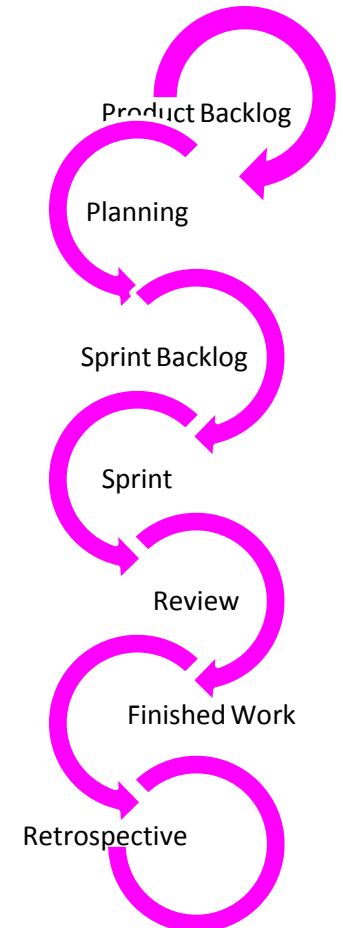 Product Backlog
Planning
Sprint Backlog
Sprint
Review
Finished Work
Retrospective